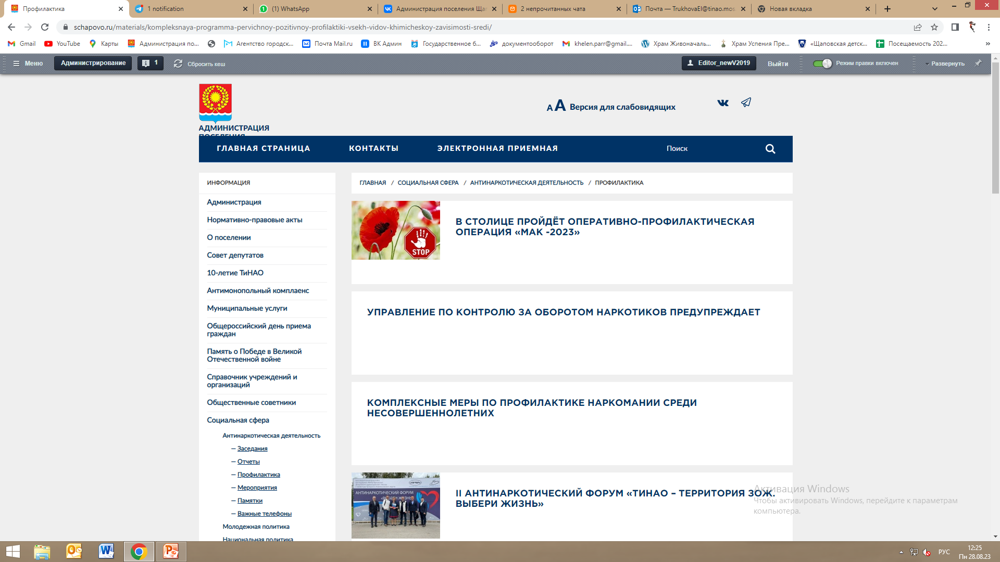 Профилактика
1 notification
(1) WhatsApp
Администрация поселения Щап
2 непрочитанных чата
Почта — TrukhovaEI@tinao.mos.
Новая вкладка
schapovo.ru/materials/kompleksnaya-programma-pervichnoy-pozitivnoy-profilaktiki-vsekh-vidov-khimicheskoy-zavisimosti-sredi/
Gmail
YouTube
Карты
Администрация по...
Агентство городск...
Почта Mail.ru
ВК Админ
Государственное б...
документооборот
khelen.parr@gmail....
Храм Живоначаль...
Храм Успения Пре...
«Щаповская детск...
Посещаемость 202...
Меню
Администрирование
1
Сбросить кеш
Editor_newV2019
Выйти
Режим правки включен
Развернуть
АДМИНИСТРАЦИЯ
ПОСЕЛЕНИЯ
A A Версия для слабовидящих
ГЛАВНАЯ СТРАНИЦА
КОНТАКТЫ
ЭЛЕКТРОННАЯ ПРИЕМНАЯ
Поиск
ИНФОРМАЦИЯ
Администрация
Нормативно-правовые акты
О поселении
Совет депутатов
10-летие ТиНАО
Антимонопольный комплаенс
Муниципальные услуги
Общероссийский день приема
граждан
Память о Победе в Великой
Отечественной войне
Справочник учреждений и
организаций
Общественные советники
Социальная сфера
Антинаркотическая деятельность
— Заседания
— Отчеты
— Профилактика
— Мероприятия
— Памятки
— Важные телефоны
Молодежная политика
Национальная политика
ГЛАВНАЯ / СОЦИАЛЬНАЯ СФЕРА / АНТИНАРКОТИЧЕСКАЯ ДЕЯТЕЛЬНОСТЬ / ПРОФИЛАКТИКА
STOP
В СТОЛИЦЕ ПРОЙДЁТ ОПЕРАТИВНО-ПРОФИЛАКТИЧЕСКАЯ
ОПЕРАЦИЯ «МАК -2023»
УПРАВЛЕНИЕ ПО КОНТРОЛЮ ЗА ОБОРОТОМ НАРКОТИКОВ ПРЕДУПРЕЖДАЕТ
КОМПЛЕКСНЫЕ МЕРЫ ПО ПРОФИЛАКТИКЕ НАРКОМАНИИ СРЕДИ
НЕСОВЕРШЕННОЛЕТНИХ
АНТИНАРКОТИЧЕСКИЙ ФОРУМ
«ВЫБЕРИ ЖИЗНЬ»
II АНТИНАРКОТИЧЕСКИЙ ФОРУМ «ТИНАО – ТЕРРИТОРИЯ ЗОЖ.
ВЫБЕРИ ЖИЗНЬ»
Активация Windows
Чтобы активировать Windows, перейдите к параметрам
компьютера.
РУС
12:25
Пн 28.08.23